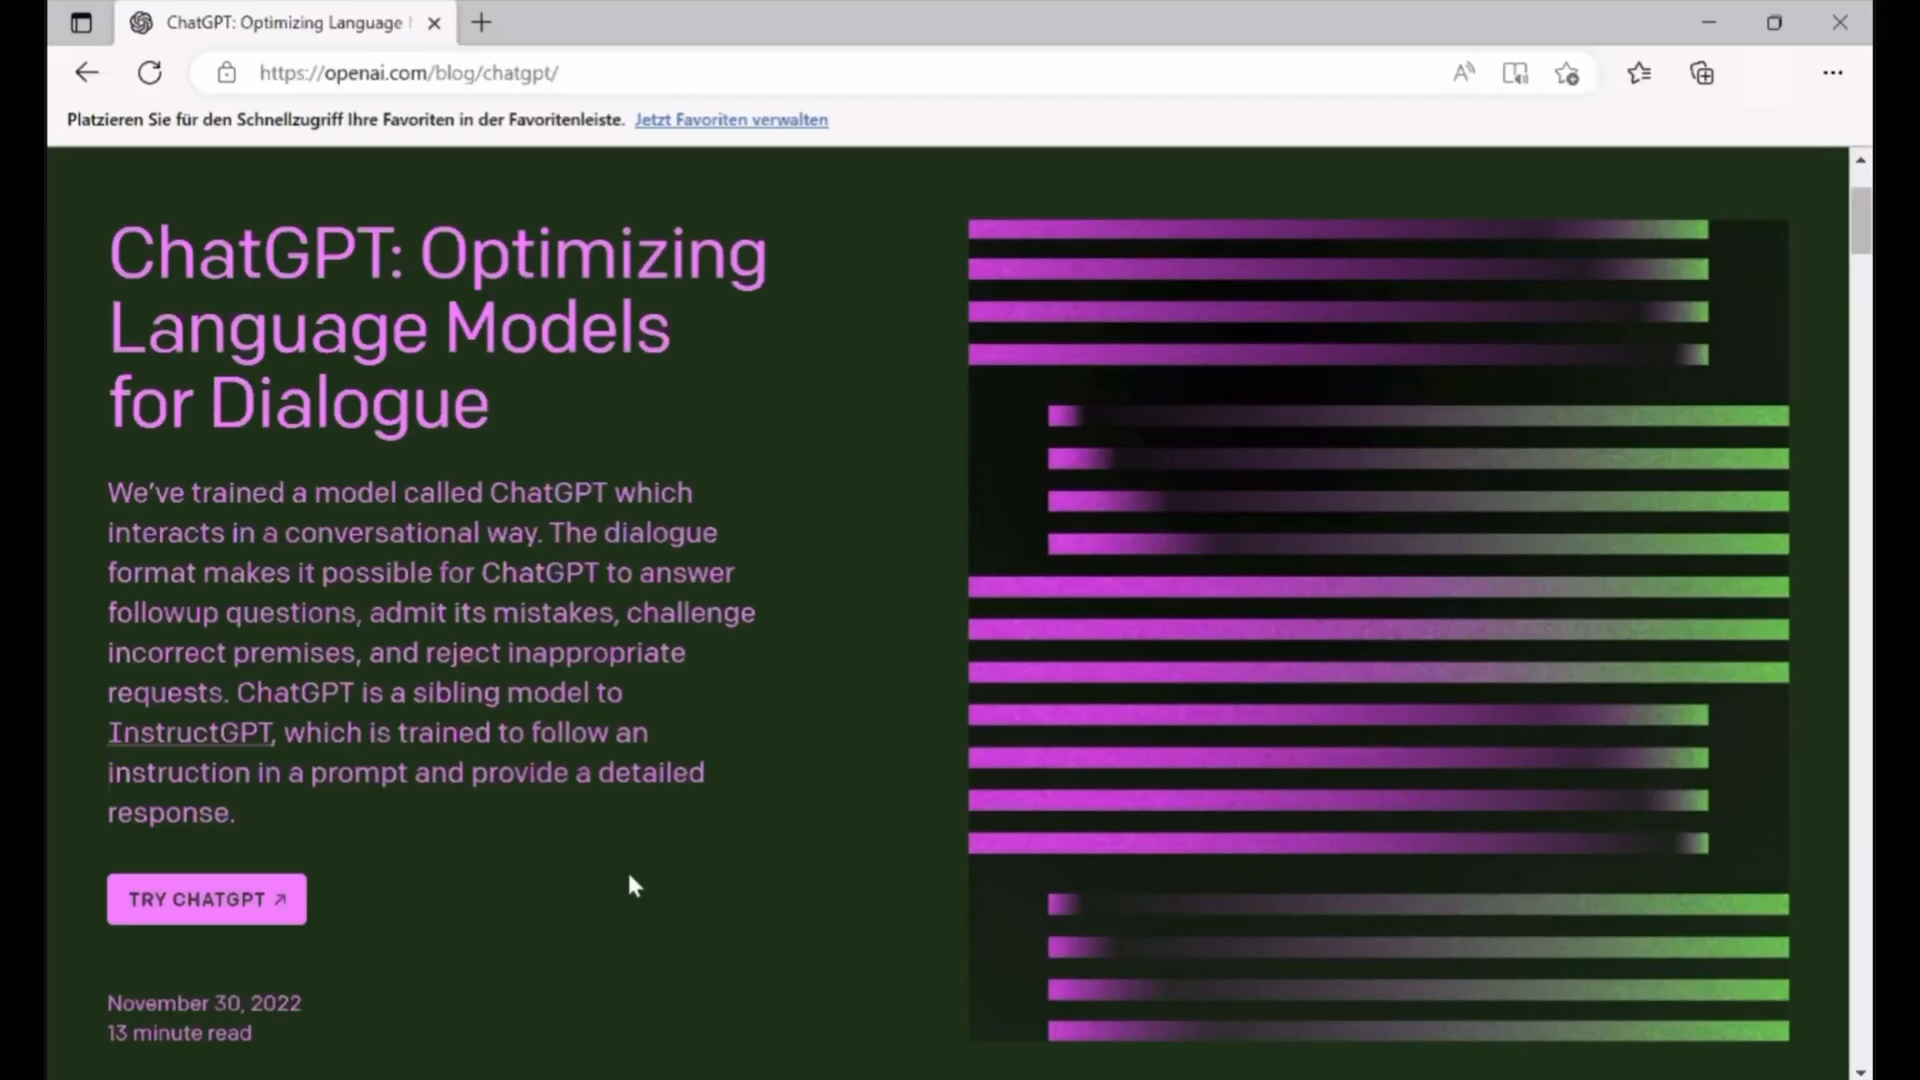 ChatGPT: Optimizing Language
https://openai.com/blog/chatgpt/
Platzieren Sie für den Schnellzugriff Ihre Favoriten in der Favoritenleiste. Jetzt Favoriten verwalten
ChatGPT: Optimizing
Language Models
for Dialogue
We’ve trained a model called ChatGPT which
interacts in a conversational way. The dialogue
format makes it possible for ChatGPT to answer
followup questions, admit its mistakes, challenge
incorrect premises, and reject inappropriate
requests. ChatGPT is a sibling model to
InstructGPT, which is trained to follow an
instruction in a prompt and provide a detailed
response.
TRY CHATGPT ↗
November 30, 2022
13 minute read